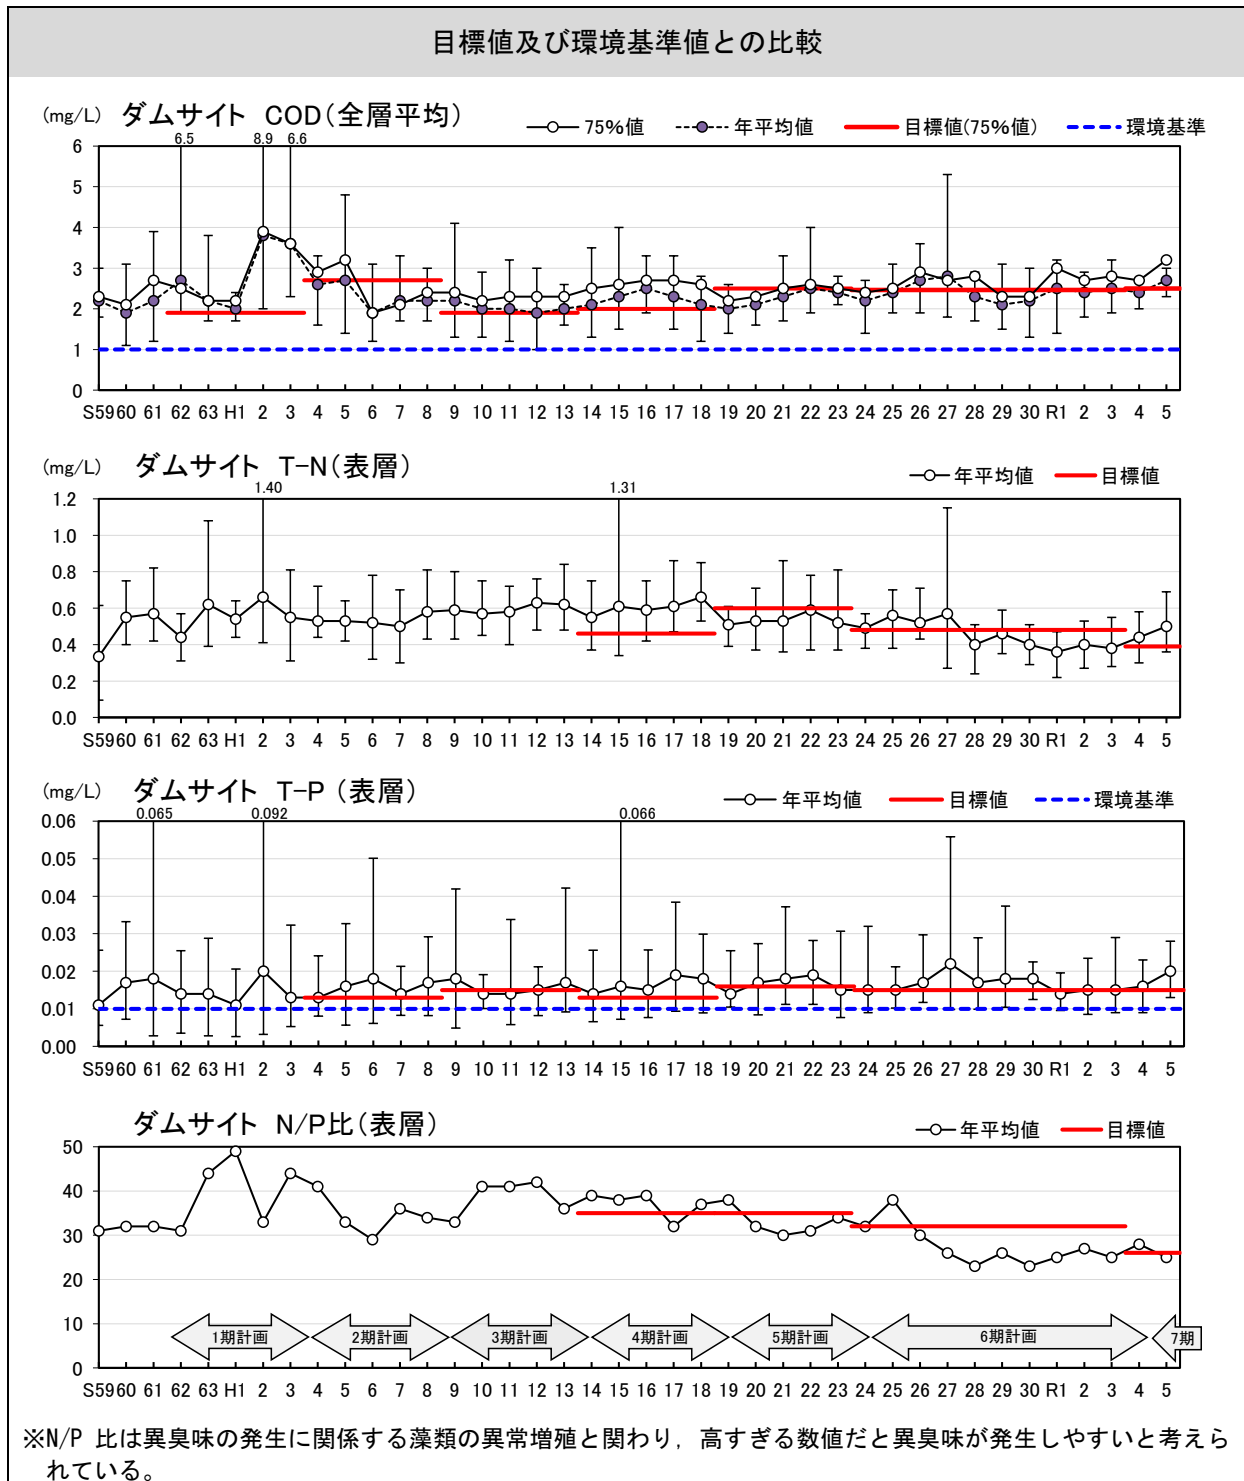 目標値及び環境基準値との比較
(mg/L) ダムサイト COD(全層平均)
75%値 年平均値 目標値(75%値) 環境基準
6.5 8.9 6.6
6
5
4
3
2
1
0
S59 60 61 62 63 H1 2 3 4 5 6 7 8 9 10 11 12 13 14 15 16 17 18 19 20 21 22 23 24 25 26 27 28 29 30 R1 2 3 4 5
(mg/L) ダムサイト T-N(表層)
年平均値 目標値
1.40 1.31
1.2
1.0
0.8
0.6
0.4
0.2
0.0
S59 60 61 62 63 H1 2 3 4 5 6 7 8 9 10 11 12 13 14 15 16 17 18 19 20 21 22 23 24 25 26 27 28 29 30 R1 2 3 4 5
(mg/L) ダムサイト T-P (表層)
年平均値 目標値 環境基準
0.065 0.092 0.066
0.06
0.05
0.04
0.03
0.02
0.01
0.00
S59 60 61 62 63 H1 2 3 4 5 6 7 8 9 10 11 12 13 14 15 16 17 18 19 20 21 22 23 24 25 26 27 28 29 30 R1 2 3 4 5
ダムサイト N/P比(表層)
年平均値 目標値
50
40
30
20
10
0
1期計画 2期計画 3期計画 4期計画 5期計画 6期計画 7期
S59 60 61 62 63 H1 2 3 4 5 6 7 8 9 10 11 12 13 14 15 16 17 18 19 20 21 22 23 24 25 26 27 28 29 30 R1 2 3 4 5
※N/P 比は異臭味の発生に関係する藻類の異常増殖と関わり，高すぎる数値だと異臭味が発生しやすいと考えら
れている。